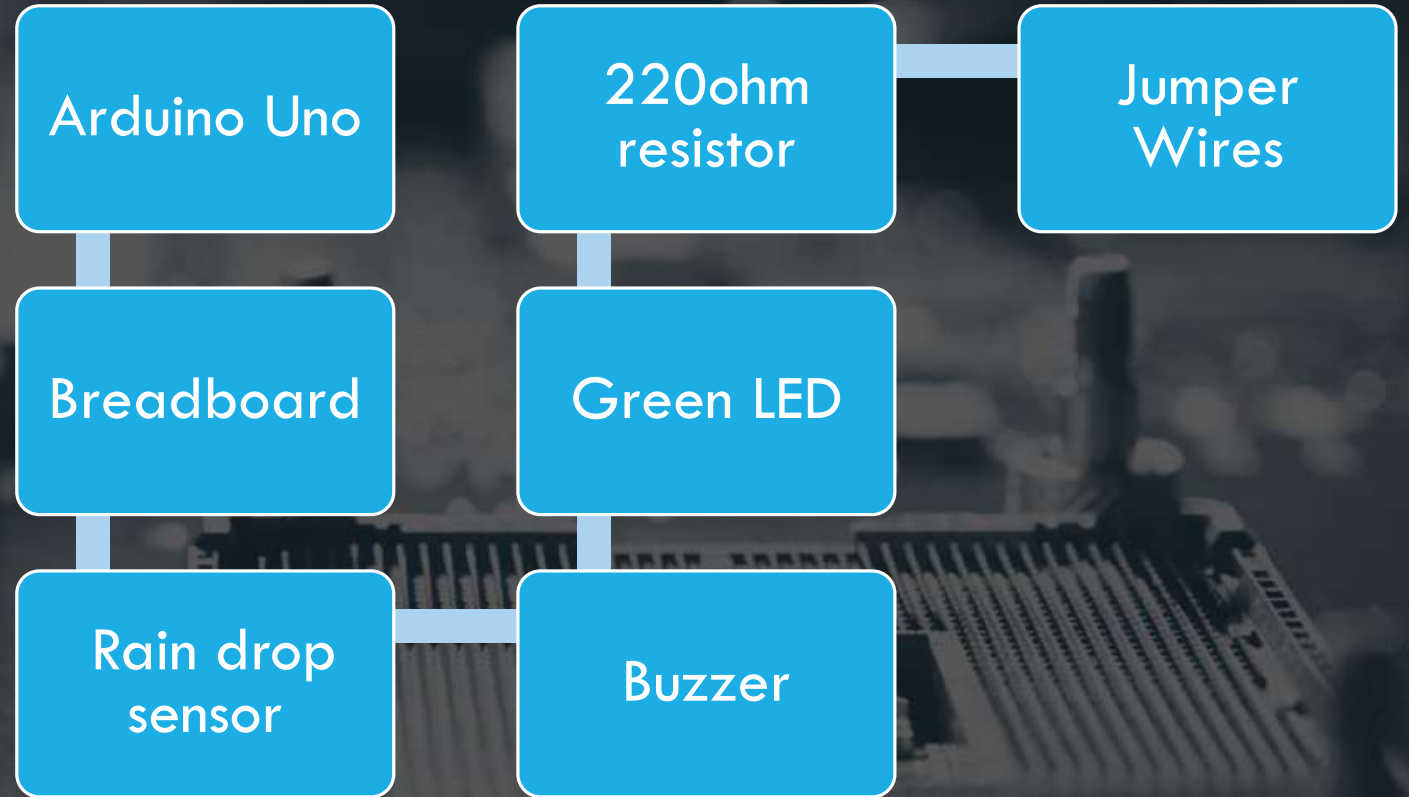 Arduino Uno
Breadboard
Rain drop
sensor
Buzzer
Green LED
220ohm
resistor
Jumper
Wires